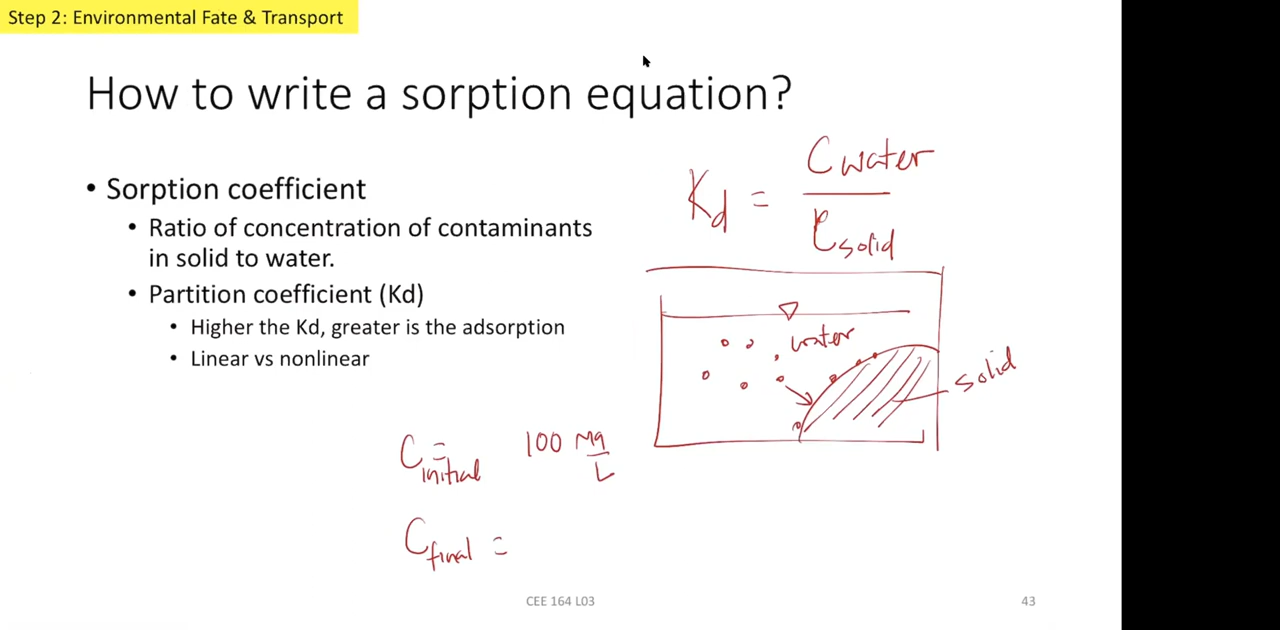 Step 2: Environmental Fate & Transport
How to write a sorption equation?
• Sorption coefficient
• Ratio of concentration of contaminants
in solid to water.
• Partition coefficient (Kd)
• Higher the Kd, greater is the adsorption
• Linear vs nonlinear
Kd = Cwater
Csolid
water
solid
Cinitial = 100 mg
L
Cfinal =
CEE 164 L03
43